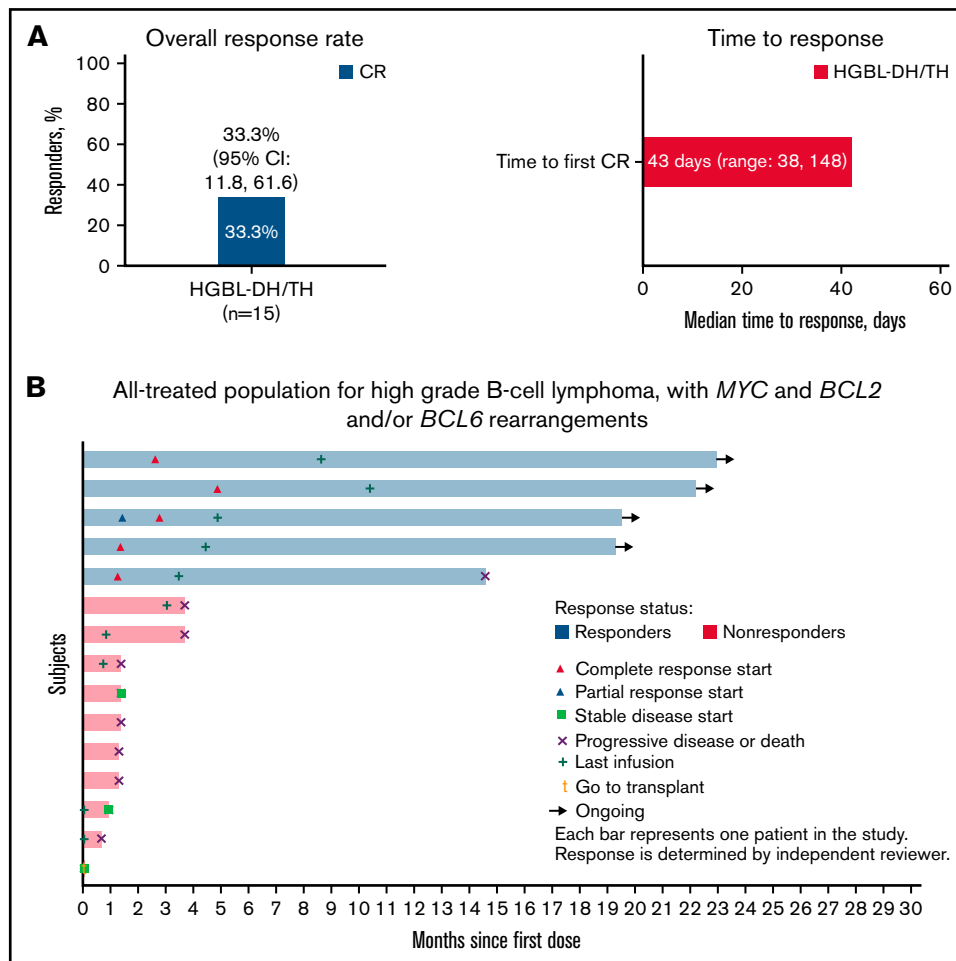 A
Overall response rate
100
80
60
40
20
0
Responders, %
CR
33.3%
(95% CI:
11.8, 61.6)
33.3%
HGBL-DH/TH
(n=15)
Time to response
HGBL-DH/TH
Time to first CR
43 days (range: 38, 148)
0 20 40 60
Median time to response, days
B
All-treated population for high grade B-cell lymphoma, with MYC and BCL2
and/or BCL6 rearrangements
Subjects
Response status:
Responders Nonresponders
Complete response start
Partial response start
Stable disease start
Progressive disease or death
Last infusion
t Go to transplant
Ongoing
Each bar represents one patient in the study.
Response is determined by independent reviewer.
0 1 2 3 4 5 6 7 8 9 10 11 12 13 14 15 16 17 18 19 20 21 22 23 24 25 26 27 28 29 30
Months since first dose